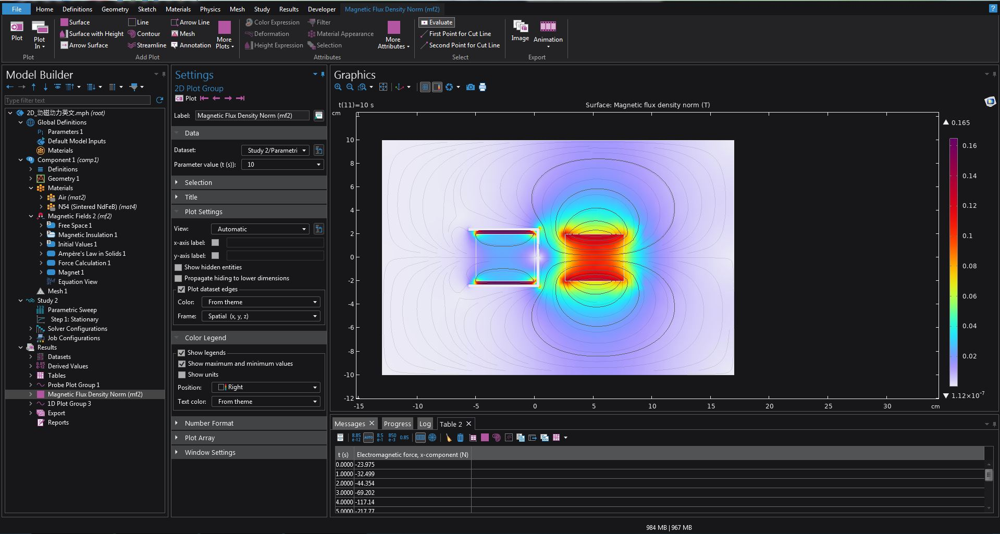 File Home Definitions Geometry Sketch Materials Physics Mesh Study Results Developer Magnetic Flux Density Norm (mf2) ?
Plot
Plot In
Plot
Surface Line Arrow Line
Surface with Height Contour Mesh
Arrow Surface Streamline Annotation
More Plots
Add Plot
Color Expression Filter
Deformation Material Appearance
Height Expression Selection
More Attributes
Attributes
Evaluate
First Point for Cut Line
Second Point for Cut Line
Select
Image Animation
Export
Model Builder
Type filter text
2D_动磁动力英文.mph (root)
Global Definitions
Pi Parameters 1
Default Model Inputs
Materials
Component 1 (comp1)
Definitions
Geometry 1
Materials
Air (mat2)
N54 (Sintered NdFeB) (mat4)
Magnetic Fields 2 (mf2)
Free Space 1
Magnetic Insulation 1
Initial Values 1
Ampère's Law in Solids 1
Force Calculation 1
Magnet 1
Equation View
Mesh 1
Study 2
Parametric Sweep
Step 1: Stationary
Solver Configurations
Job Configurations
Results
Datasets
Derived Values
Tables
Probe Plot Group 1
Magnetic Flux Density Norm (mf2)
1D Plot Group 3
Export
Reports
Settings
2D Plot Group
Plot
Label: Magnetic Flux Density Norm (mf2)
Data
Dataset: Study 2/Parametri
Parameter value (t (s)): 10
Selection
Title
Plot Settings
View: Automatic
x-axis label:
y-axis label:
Show hidden entities
Propagate hiding to lower dimensions
Plot dataset edges
Color: From theme
Frame: Spatial (x, y, z)
Color Legend
Show legends
Show maximum and minimum values
Show units
Position: Right
Text color: From theme
Number Format
Plot Array
Window Settings
Graphics
t(11)=10 s
Surface: Magnetic flux density norm (T)
cm
10
8
6
4
2
0
-2
-4
-6
-8
-10
-12
-15 -10 -5 0 5 10 15 20 25 30 cm
0.165
0.16
0.14
0.12
0.1
0.08
0.06
0.04
0.02
1.12×10⁻⁷
Messages Progress Log Table 2
8.85 e-12 AUTO 8.5 e-1 850 e-3 0.85
t (s) Electromagnetic force, x-component (N)
0.0000 -23.975
1.0000 -32.499
2.0000 -44.354
3.0000 -69.202
4.0000 -117.14
5.0000 -217.77
984 MB | 967 MB